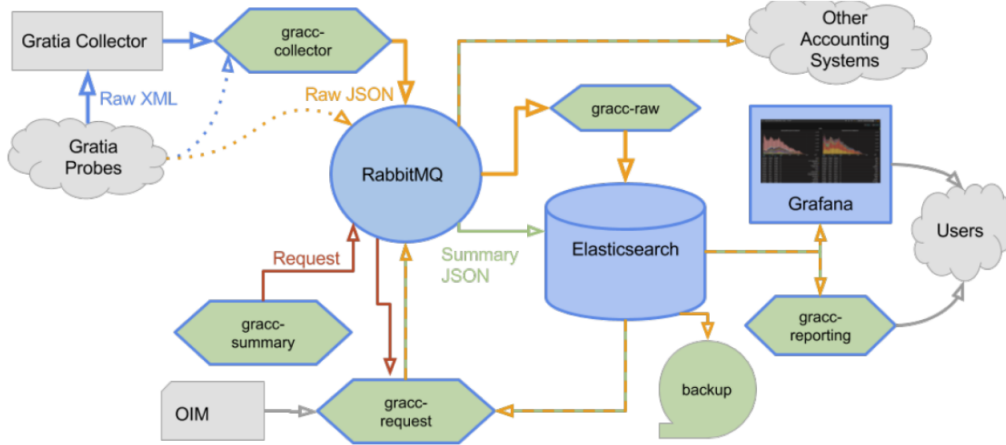 Gratia Collector
gracc-
collector
Other
Accounting
Systems
Raw XML
Raw JSON
gracc-raw
Gratia
Probes
RabbitMQ
Grafana
Users
Request
Summary
JSON
Elasticsearch
gracc-
summary
gracc-
reporting
OIM
gracc-
request
backup